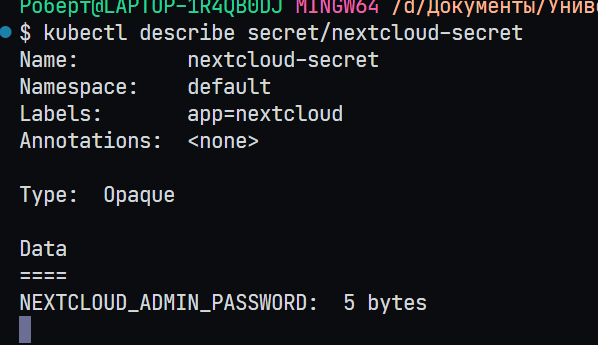 Роберт@LAPTOP-1R4QB0DJ MINGW64 /d/Документы/Униве
$ kubectl describe secret/nextcloud-secret
Name:         nextcloud-secret
Namespace:    default
Labels:       app=nextcloud
Annotations:  <none>
Type:  Opaque
Data
====
NEXTCLOUD_ADMIN_PASSWORD:  5 bytes